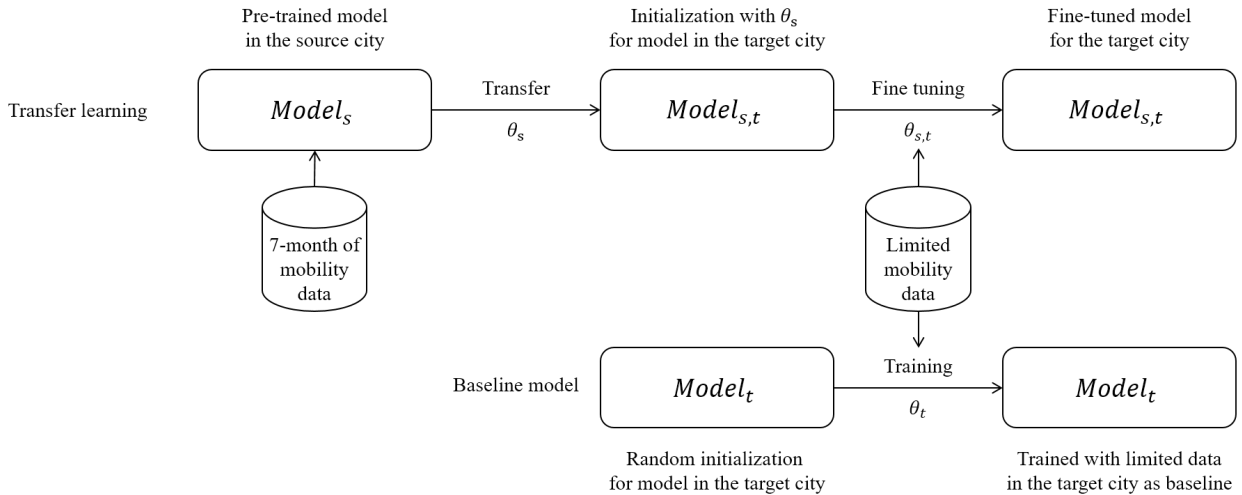 Pre-trained model
in the source city
Initialization with θs
for model in the target city
Fine-tuned model
for the target city
Transfer learning
Models
Transfer
θs
Models,t
Fine tuning
θs,t
Models,t
7-month of
mobility
data
Limited
mobility
data
Baseline model
Modelt
Training
θt
Modelt
Random initialization
for model in the target city
Trained with limited data
in the target city as baseline